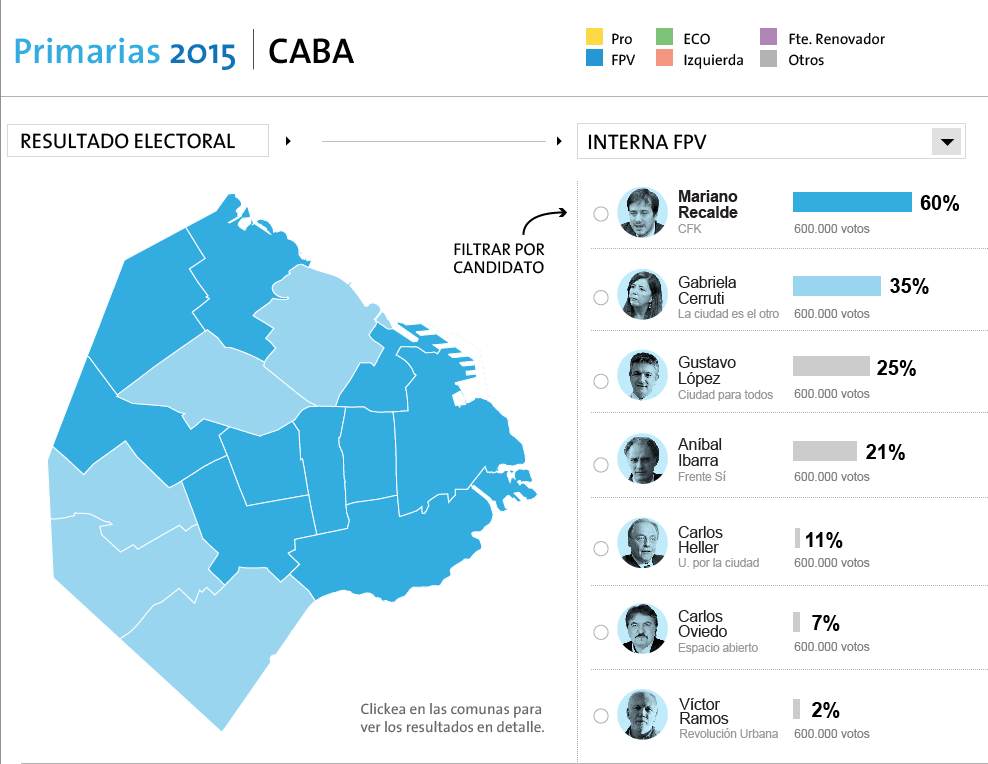 Primarias 2015 | CABA
Pro
FPV
ECO
Izquierda
Fte. Renovador
Otros
RESULTADO ELECTORAL
INTERNA FPV
FILTRAR POR
CANDIDATO
Mariano
Recalde
CFK
60%
600.000 votos
Gabriela
Cerruti
La ciudad es el otro
35%
600.000 votos
Gustavo
López
Ciudad para todos
25%
600.000 votos
Aníbal
Ibarra
Frente Sí
21%
600.000 votos
Carlos
Heller
U. por la ciudad
11%
600.000 votos
Carlos
Oviedo
Espacio abierto
7%
600.000 votos
Víctor
Ramos
Revolución Urbana
2%
600.000 votos
Clickea en las comunas para
ver los resultados en detalle.